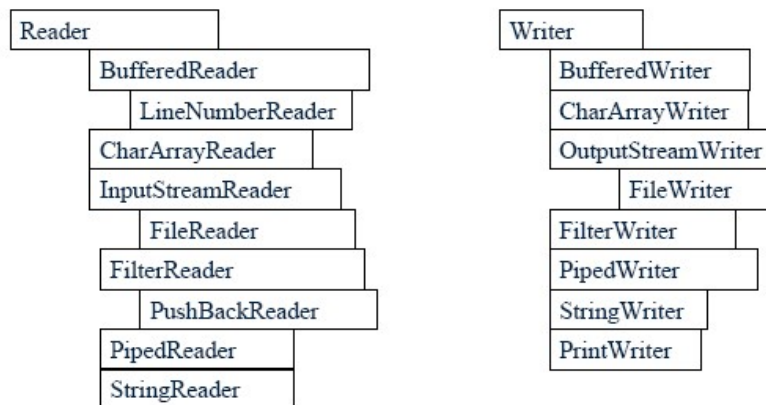 Reader
BufferedReader
LineNumberReader
CharArrayReader
InputStreamReader
FileReader
FilterReader
PushBackReader
PipedReader
StringReader
Writer
BufferedWriter
CharArrayWriter
OutputStreamWriter
FileWriter
FilterWriter
PipedWriter
StringWriter
PrintWriter